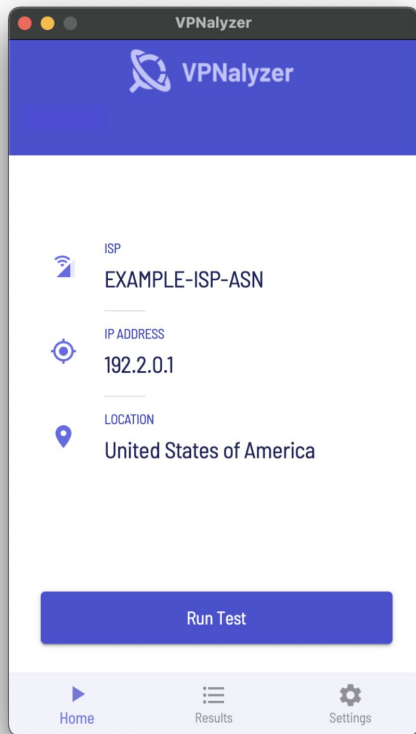 VPNalyzer
VPNalyzer
ISP
EXAMPLE-ISP-ASN
IP ADDRESS
192.2.0.1
LOCATION
United States of America
Run Test
Home
Results
Settings